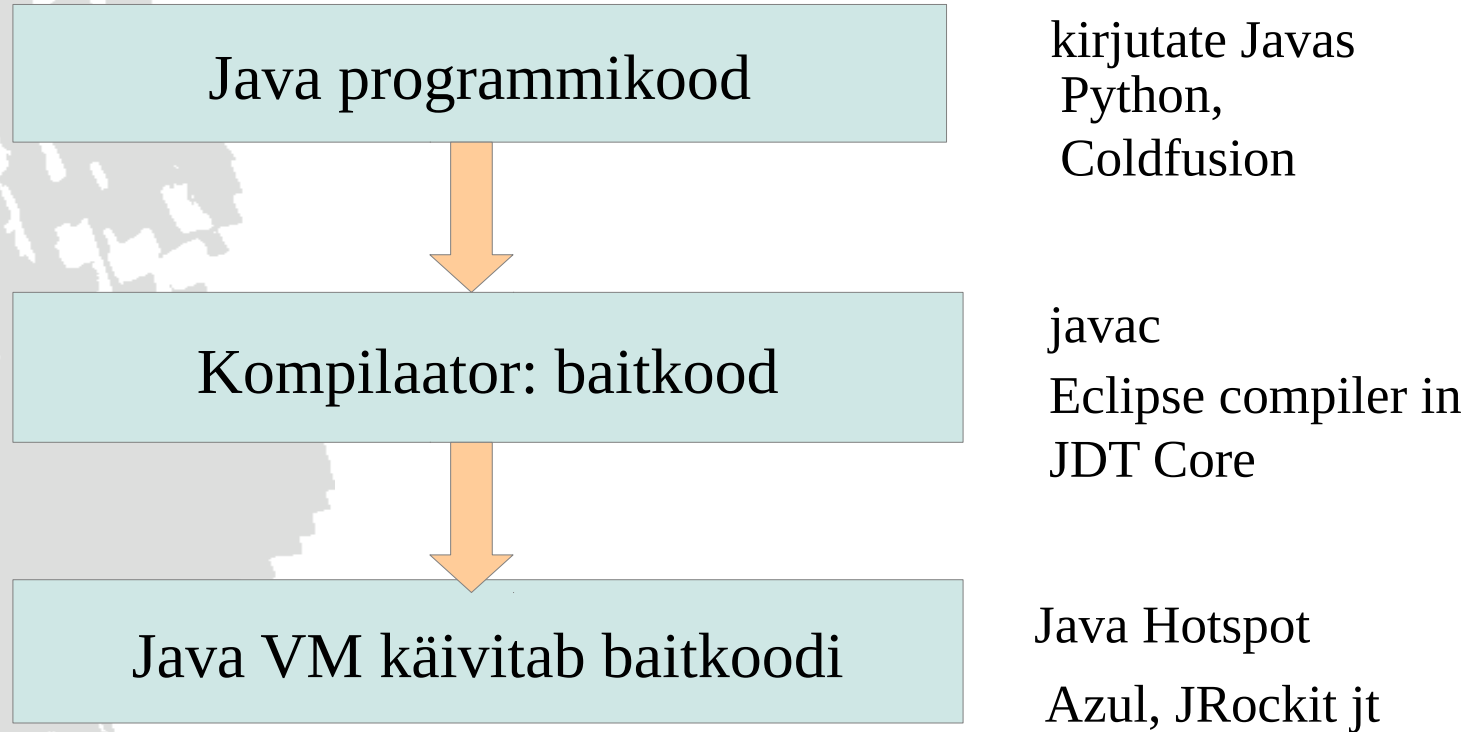 Java programmikood
kirjutate Javas
Python,
Coldfusion
Kompilaator: baitkood
javac
Eclipse compiler in
JDT Core
Java VM käivitab baitkoodi
Java Hotspot
Azul, JRockit jt